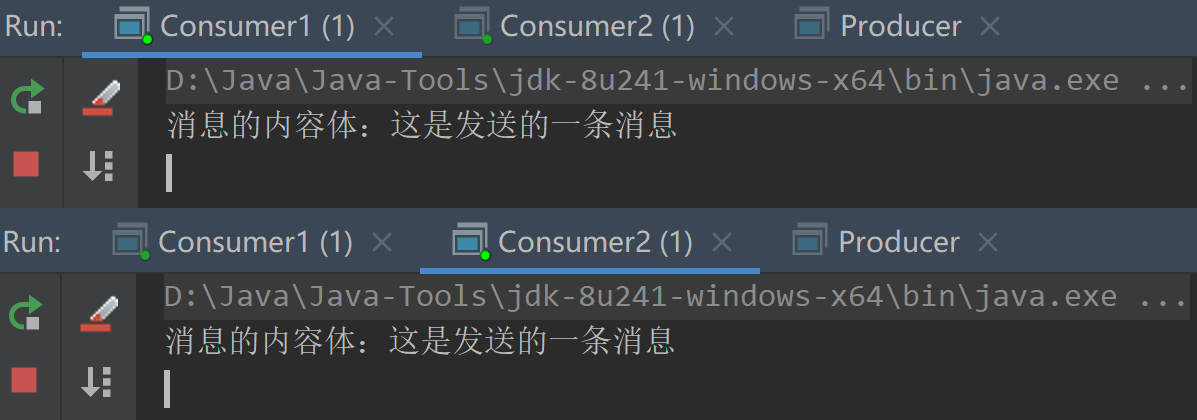 Run: Consumer1 (1) × Consumer2 (1) × Producer ×
D:\Java\Java-Tools\jdk-8u241-windows-x64\bin\java.exe ...
消息的内容体：这是发送的一条消息
Run: Consumer1 (1) × Consumer2 (1) × Producer ×
D:\Java\Java-Tools\jdk-8u241-windows-x64\bin\java.exe ...
消息的内容体：这是发送的一条消息